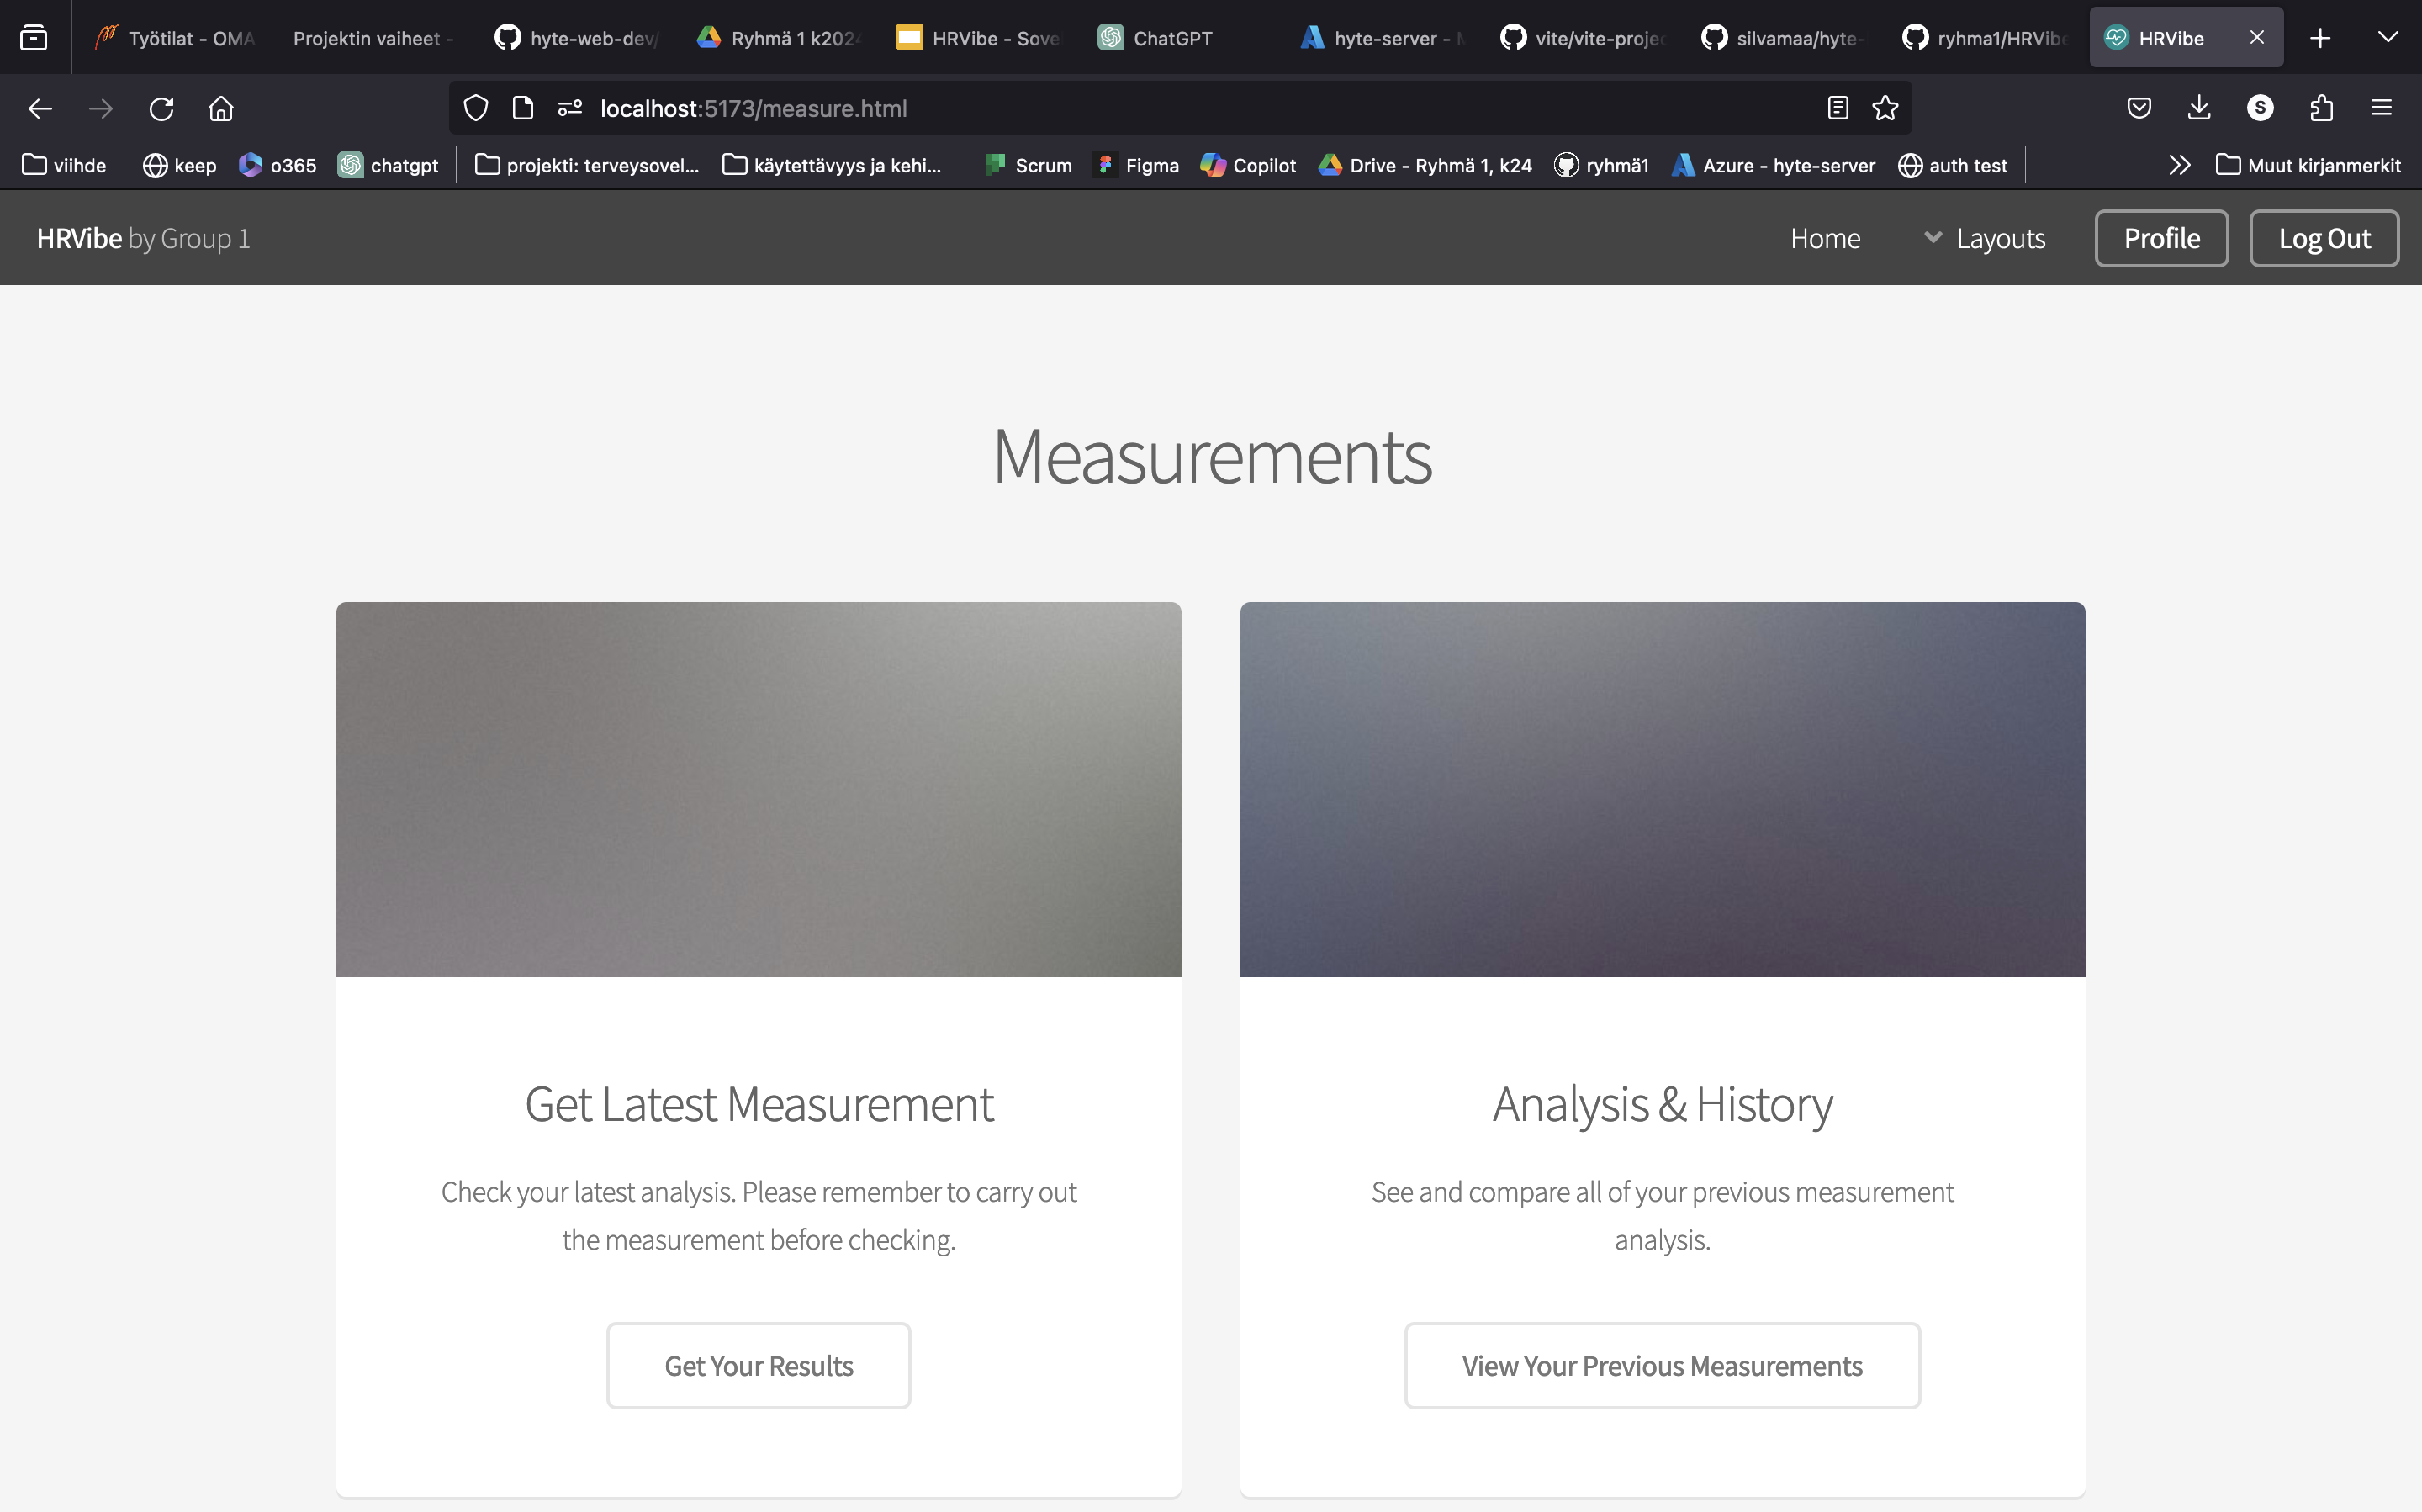 Työtilat - OMA
Projektin vaiheet -
hyte-web-dev/
Ryhmä 1 k2024
HRVibe - Sove
ChatGPT
hyte-server - M
vite/vite-projec
silvamaa/hyte-
ryhma1/HRVibe
HRVibe
localhost:5173/measure.html
S
viihde
keep
o365
chatgpt
projekti: terveysovel...
käytettävyys ja kehi...
Scrum
Figma
Copilot
Drive - Ryhmä 1, k24
ryhmä1
Azure - hyte-server
auth test
Muut kirjanmerkit
HRVibe by Group 1
Home
Layouts
Profile
Log Out
Measurements
Get Latest Measurement
Check your latest analysis. Please remember to carry out
the measurement before checking.
Get Your Results
Analysis & History
See and compare all of your previous measurement
analysis.
View Your Previous Measurements